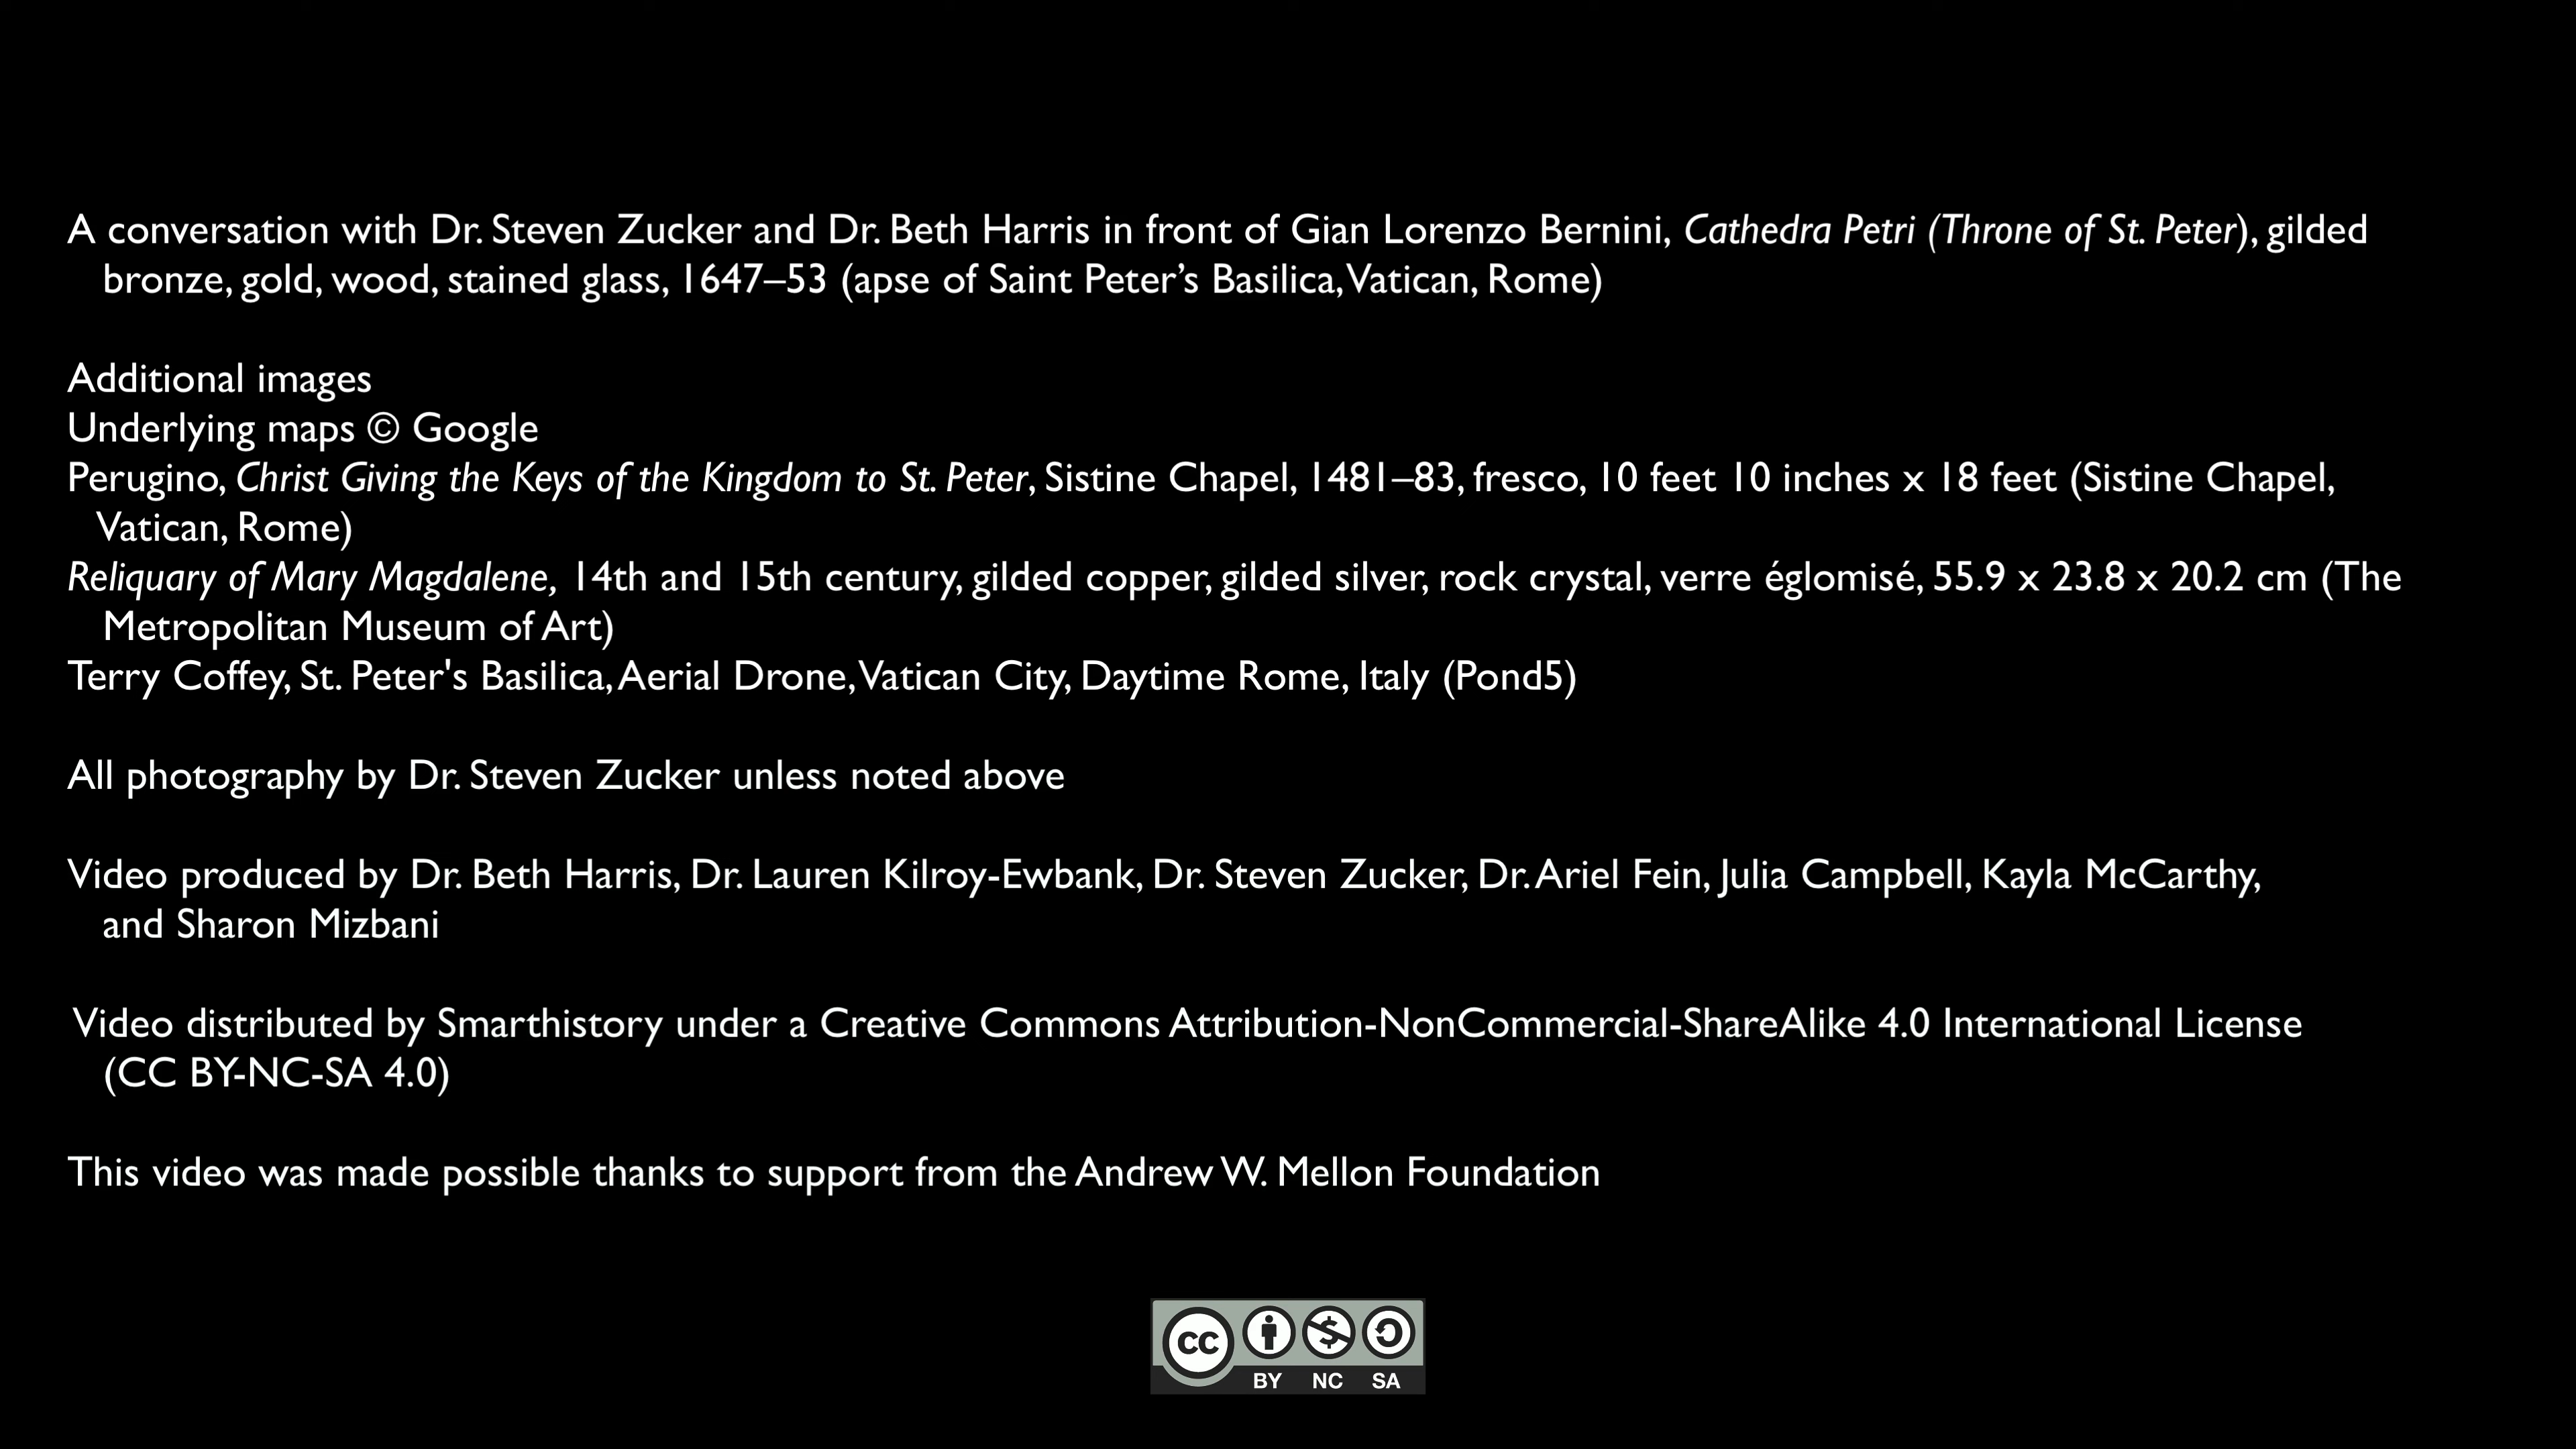 A conversation with Dr. Steven Zucker and Dr. Beth Harris in front of Gian Lorenzo Bernini, Cathedra Petri (Throne of St. Peter), gilded
bronze, gold, wood, stained glass, 1647–53 (apse of Saint Peter’s Basilica, Vatican, Rome)
Additional images
Underlying maps © Google
Perugino, Christ Giving the Keys of the Kingdom to St. Peter, Sistine Chapel, 1481–83, fresco, 10 feet 10 inches x 18 feet (Sistine Chapel,
Vatican, Rome)
Reliquary of Mary Magdalene, 14th and 15th century, gilded copper, gilded silver, rock crystal, verre églomisé, 55.9 x 23.8 x 20.2 cm (The
Metropolitan Museum of Art)
Terry Coffey, St. Peter's Basilica, Aerial Drone, Vatican City, Daytime Rome, Italy (Pond5)
All photography by Dr. Steven Zucker unless noted above
Video produced by Dr. Beth Harris, Dr. Lauren Kilroy-Ewbank, Dr. Steven Zucker, Dr. Ariel Fein, Julia Campbell, Kayla McCarthy,
and Sharon Mizbani
Video distributed by Smarthistory under a Creative Commons Attribution-NonCommercial-ShareAlike 4.0 International License
(CC BY-NC-SA 4.0)
This video was made possible thanks to support from the Andrew W. Mellon Foundation
cc
BY NC SA